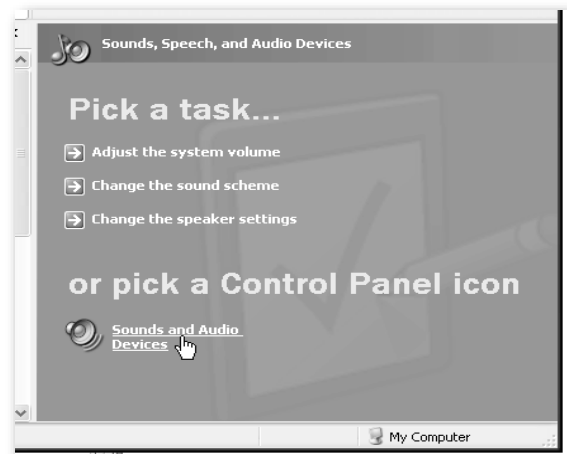 Sounds, Speech, and Audio Devices
Pick a task...
Adjust the system volume
Change the sound scheme
Change the speaker settings
or pick a Control Panel icon
Sounds and Audio
Devices
My Computer